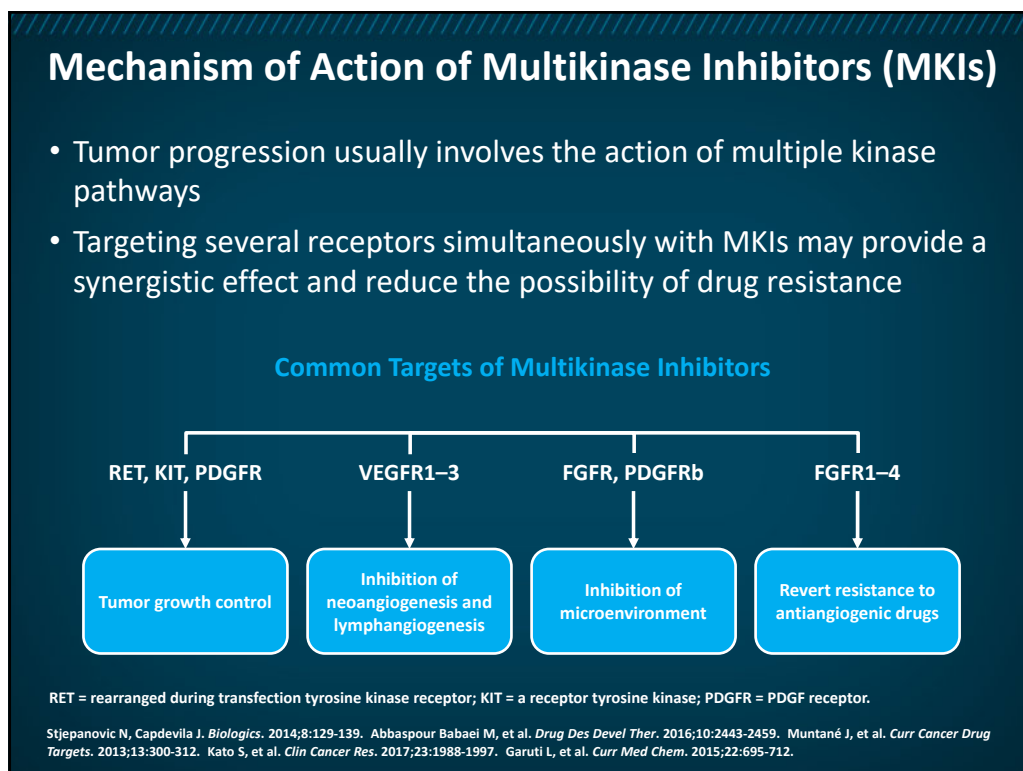 Mechanism of Action of Multikinase Inhibitors (MKIs)
• Tumor progression usually involves the action of multiple kinase
pathways
• Targeting several receptors simultaneously with MKIs may provide a
synergistic effect and reduce the possibility of drug resistance
Common Targets of Multikinase Inhibitors
RET, KIT, PDGFR
VEGFR1–3
FGFR, PDGFRb
FGFR1–4
Tumor growth control
Inhibition of
neoangiogenesis and
lymphangiogenesis
Inhibition of
microenvironment
Revert resistance to
antiangiogenic drugs
RET = rearranged during transfection tyrosine kinase receptor; KIT = a receptor tyrosine kinase; PDGFR = PDGF receptor.
Stjepanovic N, Capdevila J. Biologics. 2014;8:129-139. Abbaspour Babaei M, et al. Drug Des Devel Ther. 2016;10:2443-2459. Muntané J, et al. Curr Cancer Drug
Targets. 2013;13:300-312. Kato S, et al. Clin Cancer Res. 2017;23:1988-1997. Garuti L, et al. Curr Med Chem. 2015;22:695-712.